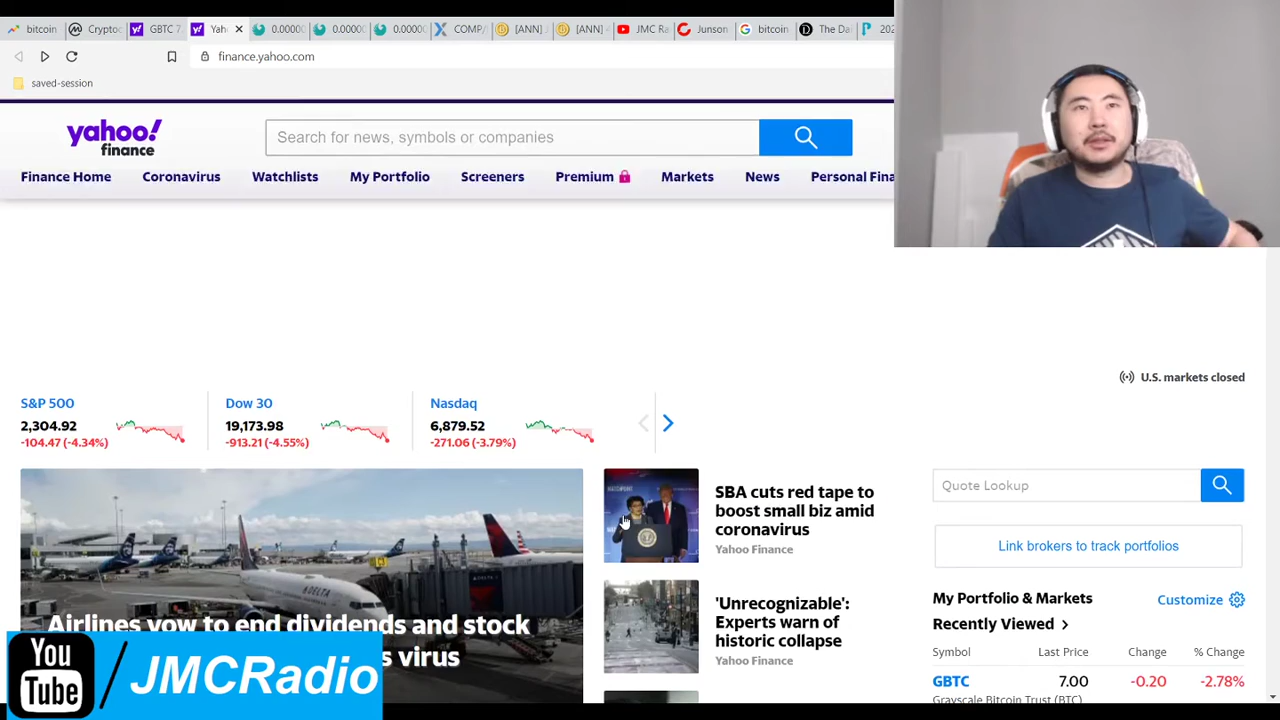 bitcoin
Crypto
GBTC 7
Yah
0.0000
0.0000
0.0000
COMP/
[ANN]
[ANN]
JMC Ra
Junson
bitcoin
The Dai
202
finance.yahoo.com
saved-session
yahoo!
finance
Search for news, symbols or companies
Finance Home
Coronavirus
Watchlists
My Portfolio
Screeners
Premium
Markets
News
Personal Fina
U.S. markets closed
S&P 500
2,304.92
-104.47 (-4.34%)
Dow 30
19,173.98
-913.21 (-4.55%)
Nasdaq
6,879.52
-271.06 (-3.79%)
Airlines vow to end dividends and stock
s virus
SBA cuts red tape to
boost small biz amid
coronavirus
Yahoo Finance
'Unrecognizable':
Experts warn of
historic collapse
Yahoo Finance
Quote Lookup
Link brokers to track portfolios
My Portfolio & Markets
Customize
Recently Viewed
Symbol Last Price Change % Change
GBTC 7.00 -0.20 -2.78%
Grayscale Bitcoin Trust (BTC)
DELTA
You
Tube
JMCRadio